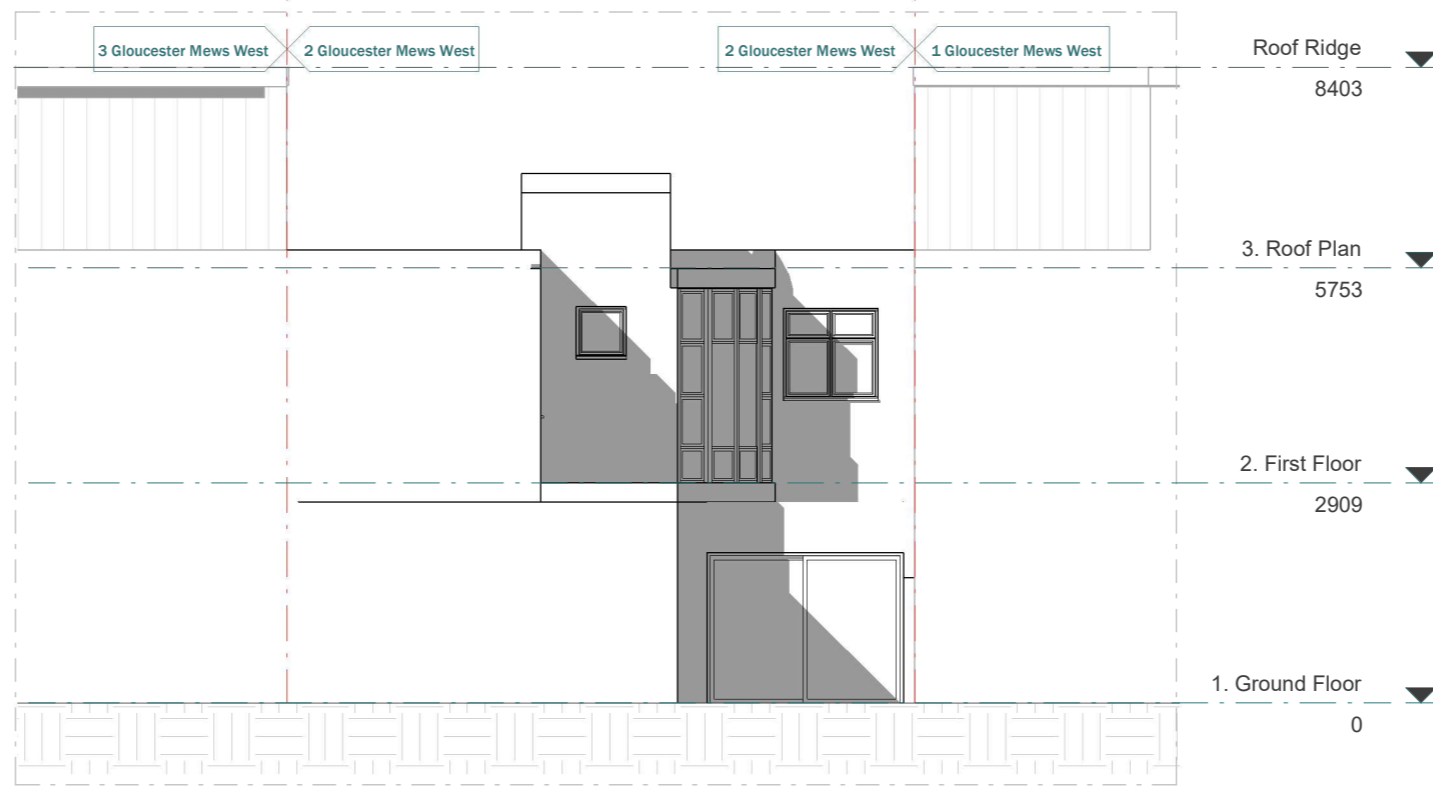 3 Gloucester Mews West
2 Gloucester Mews West
2 Gloucester Mews West
1 Gloucester Mews West
Roof Ridge
8403
3. Roof Plan
5753
2. First Floor
2909
1. Ground Floor
0